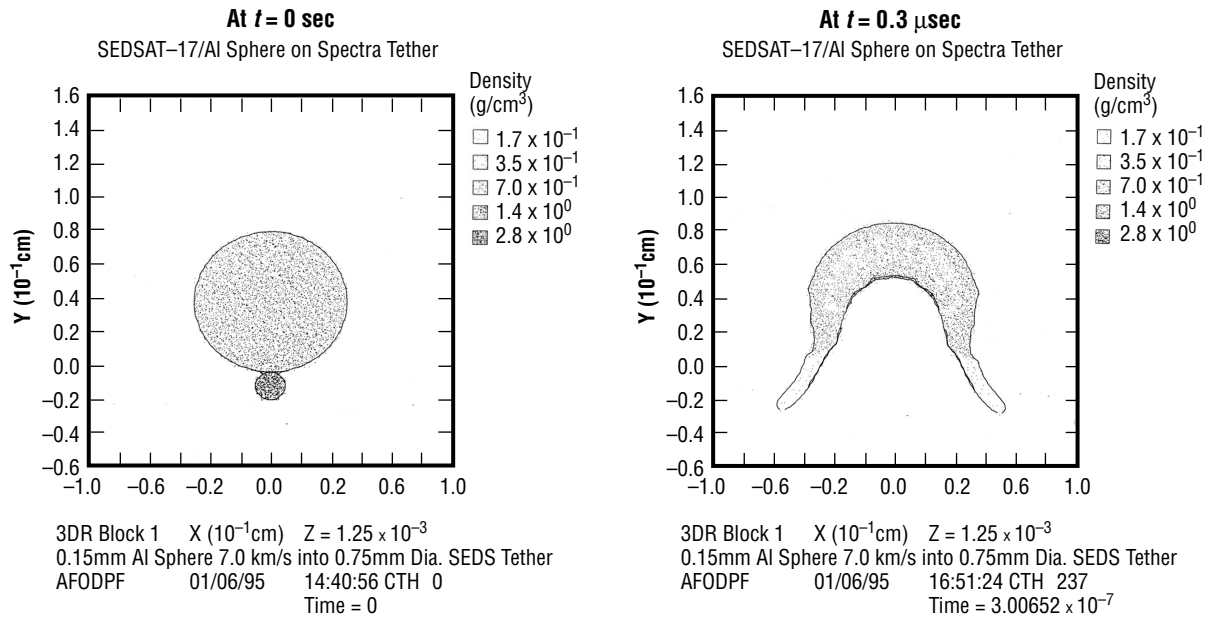 At t = 0 sec
SEDSAT–17/Al Sphere on Spectra Tether
Density
(g/cm³)
1.7 x 10⁻¹
3.5 x 10⁻¹
7.0 x 10⁻¹
1.4 x 10⁰
2.8 x 10⁰
Y (10⁻¹cm)
1.6
1.4
1.2
1.0
0.8
0.6
0.4
0.2
0.0
–0.2
–0.4
–0.6
–1.0 –0.6 –0.2 0.0 0.2 0.6 1.0
3DR Block 1 X (10⁻¹cm) Z = 1.25 x 10⁻³
0.15mm Al Sphere 7.0 km/s into 0.75mm Dia. SEDS Tether
AFODPF 01/06/95 14:40:56 CTH 0
Time = 0
At t = 0.3 μsec
SEDSAT–17/Al Sphere on Spectra Tether
Density
(g/cm³)
1.7 x 10⁻¹
3.5 x 10⁻¹
7.0 x 10⁻¹
1.4 x 10⁰
2.8 x 10⁰
Y (10⁻¹cm)
1.6
1.4
1.2
1.0
0.8
0.6
0.4
0.2
0.0
–0.2
–0.4
–0.6
–1.0 –0.6 –0.2 0.0 0.2 0.6 1.0
3DR Block 1 X (10⁻¹cm) Z = 1.25 x 10⁻³
0.15mm Al Sphere 7.0 km/s into 0.75mm Dia. SEDS Tether
AFODPF 01/06/95 16:51:24 CTH 237
Time = 3.00652 x 10⁻⁷